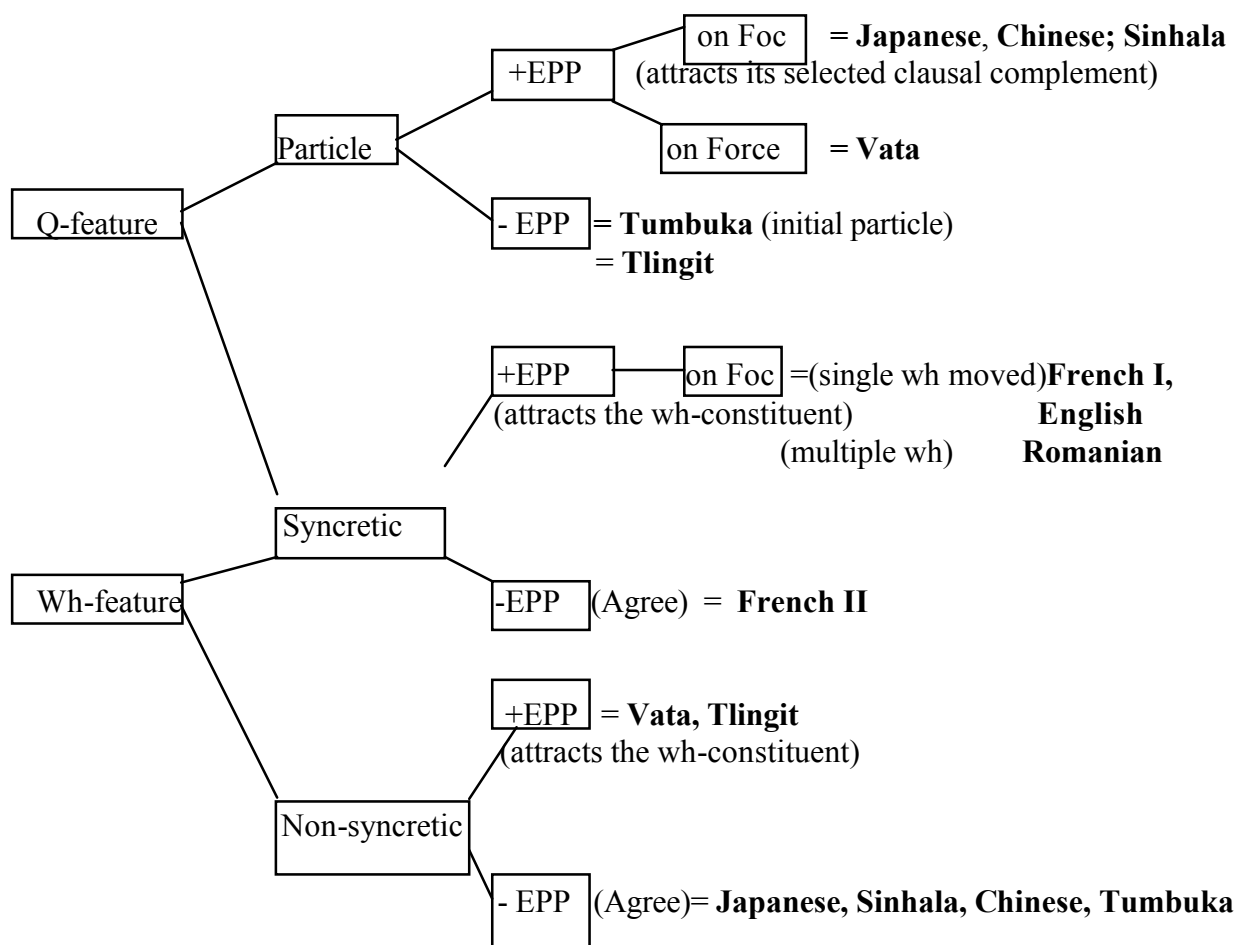 on Foc = Japanese, Chinese; Sinhala
+EPP (attracts its selected clausal complement)
Particle on Force = Vata
Q-feature - EPP = Tumbuka (initial particle)
= Tlingit
+EPP on Foc =(single wh moved)French I,
(attracts the wh-constituent) English
(multiple wh) Romanian
Syncretic
Wh-feature -EPP (Agree) = French II
+EPP = Vata, Tlingit
(attracts the wh-constituent)
Non-syncretic
- EPP (Agree)= Japanese, Sinhala, Chinese, Tumbuka